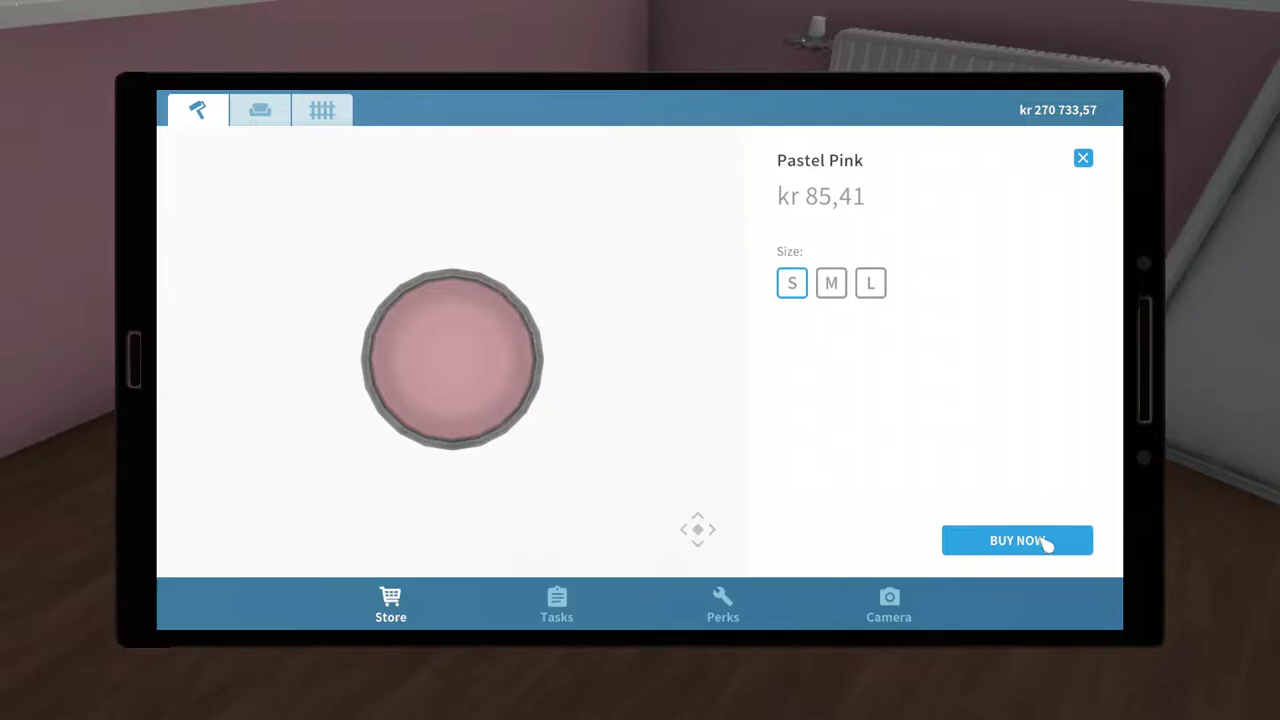 kr 270 733,57
Pastel Pink
kr 85,41
Size:
S M L
BUY NOW
Store Tasks Perks Camera